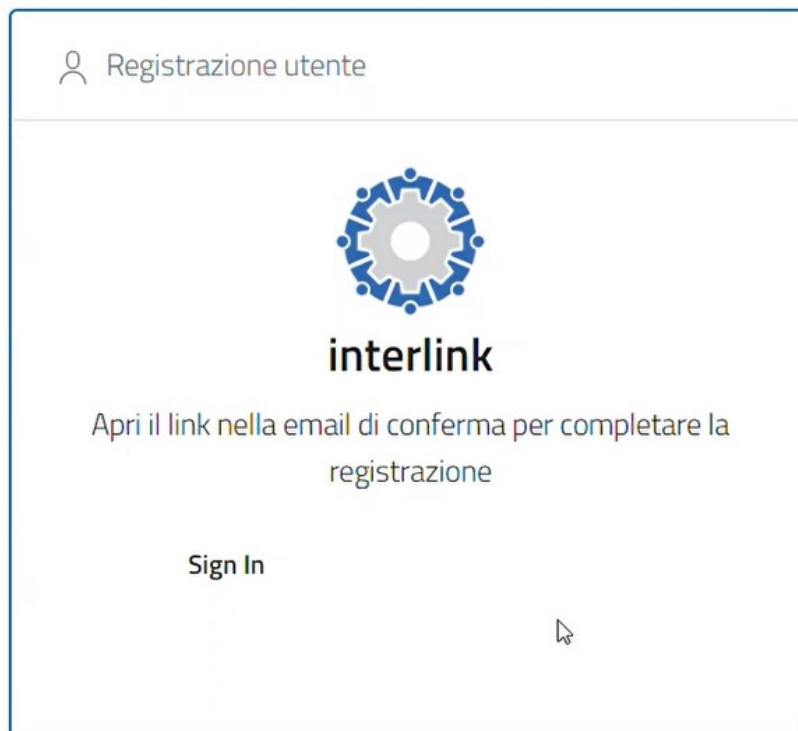 Registrazione utente
interlink
Apri il link nella email di conferma per completare la
registrazione
Sign In